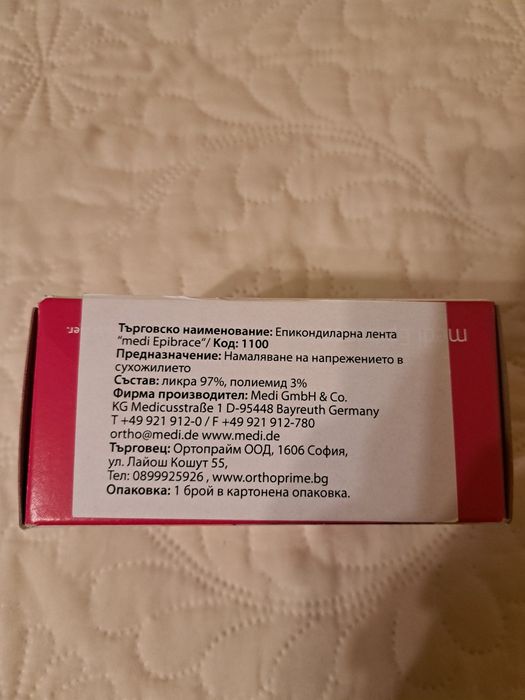 Търговско наименование: Епикондиларна лента
"medi Epibrace"/ Код: 1100
Предназначение: Намаляване на напрежението в
сухожилието
Състав: ликра 97%, полиемид 3%
Фирма производител: Medi GmbH & Co.
KG Medicusstraße 1 D-95448 Bayreuth Germany
T +49 921 912-0 / F +49 921 912-780
ortho@medi.de www.medi.de
Търговец: Ортопрайм ООД, 1606 София,
ул. Лайош Кошут 55,
Тел: 0899925926 , www.orthoprime.bg
Опаковка: 1 брой в картонена опаковка.